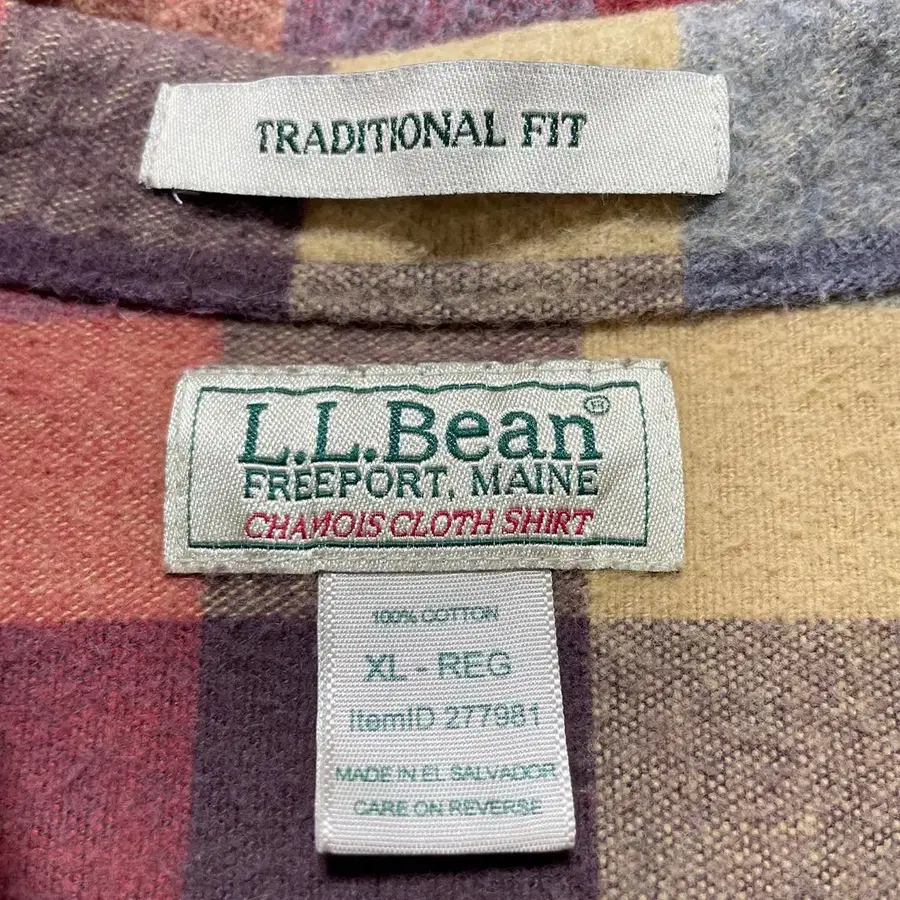 TRADITIONAL FIT
L.L.Bean®
FREEPORT, MAINE
CHAMOIS CLOTH SHIRT
100% COTTON
XL - REG
ItemID 277981
MADE IN EL SALVADOR
CARE ON REVERSE